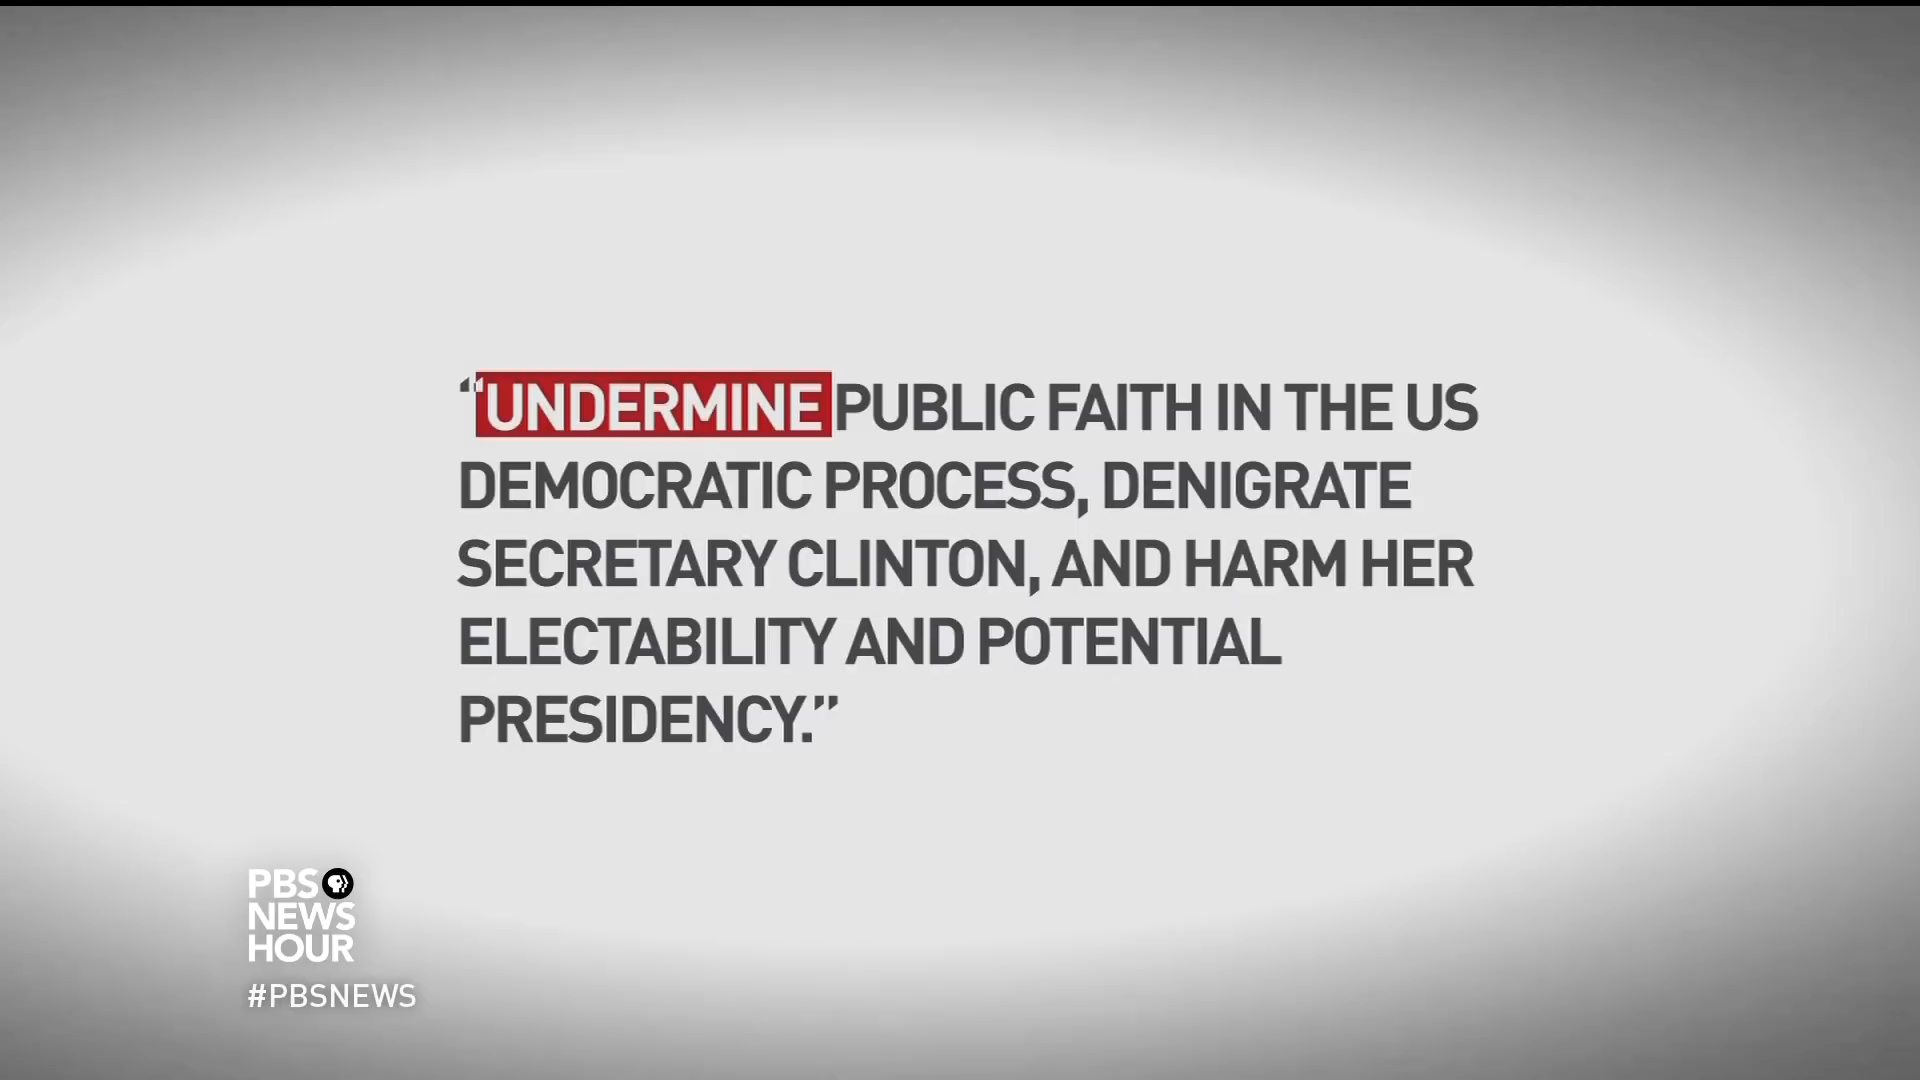 “UNDERMINE PUBLIC FAITH IN THE US
DEMOCRATIC PROCESS, DENIGRATE
SECRETARY CLINTON, AND HARM HER
ELECTABILITY AND POTENTIAL
PRESIDENCY.”
PBS
NEWS
HOUR
#PBSNEWS